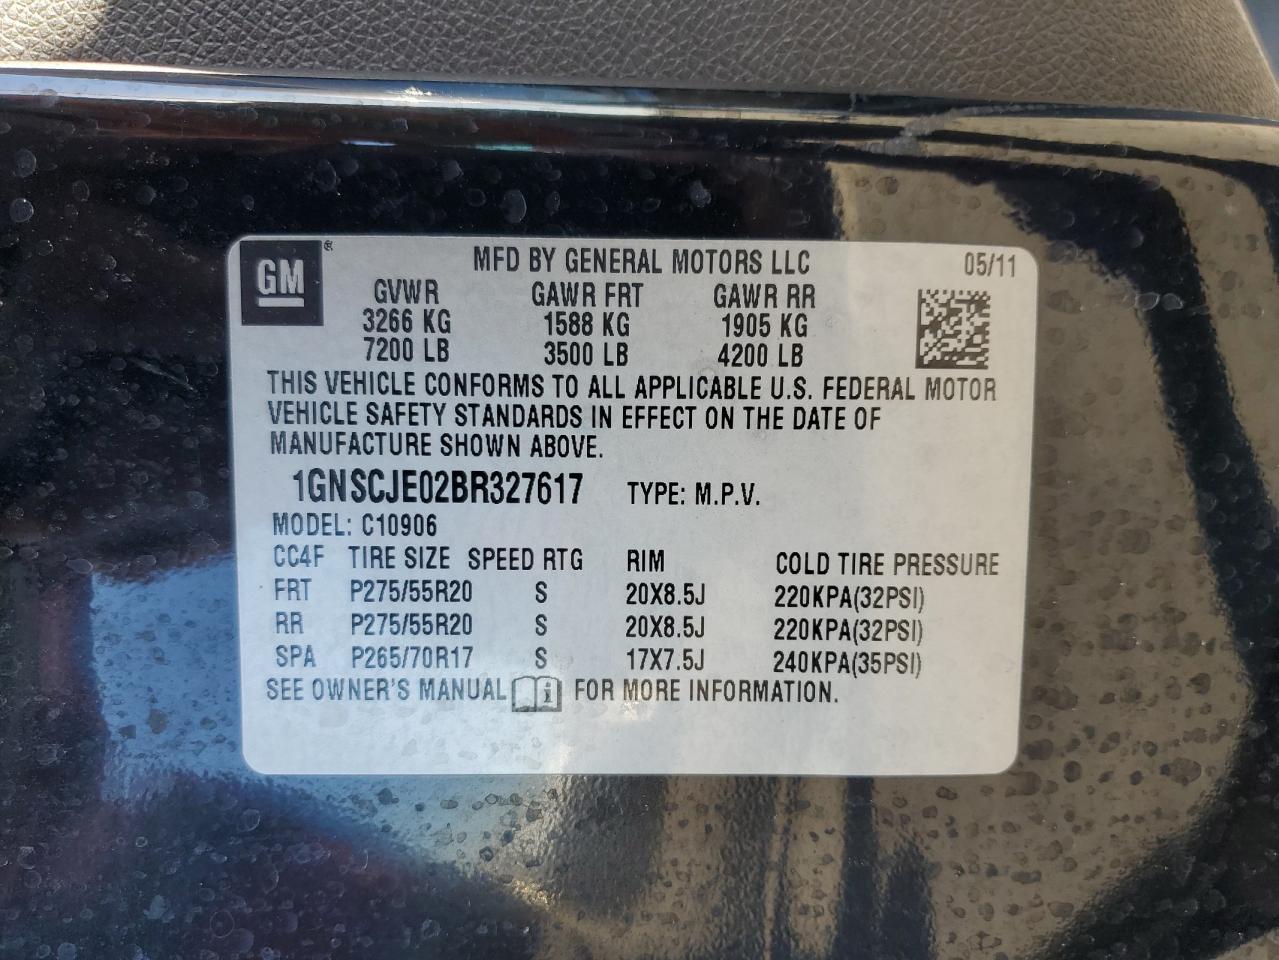 GM ® MFD BY GENERAL MOTORS LLC 05/11
GVWR GAWR FRT GAWR RR
3266 KG 1588 KG 1905 KG
7200 LB 3500 LB 4200 LB
THIS VEHICLE CONFORMS TO ALL APPLICABLE U.S. FEDERAL MOTOR
VEHICLE SAFETY STANDARDS IN EFFECT ON THE DATE OF
MANUFACTURE SHOWN ABOVE.
1GNSCJE02BR327617 TYPE: M.P.V.
MODEL: C10906
CC4F TIRE SIZE SPEED RTG RIM COLD TIRE PRESSURE
FRT P275/55R20 S 20X8.5J 220KPA(32PSI)
RR P275/55R20 S 20X8.5J 220KPA(32PSI)
SPA P265/70R17 S 17X7.5J 240KPA(35PSI)
SEE OWNER'S MANUAL i FOR MORE INFORMATION.